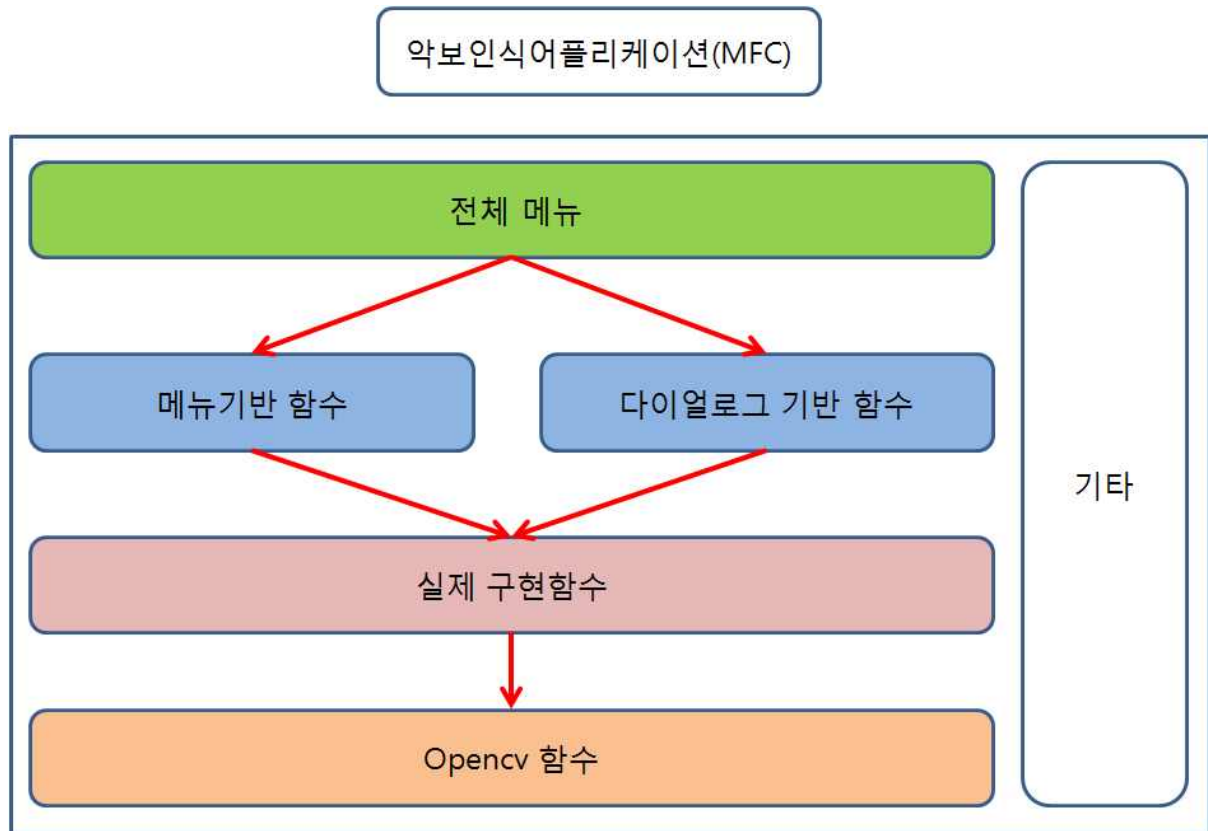 악보인식어플리케이션(MFC)
전체 메뉴
메뉴기반 함수
다이얼로그 기반 함수
기타
실제 구현함수
Opencv 함수